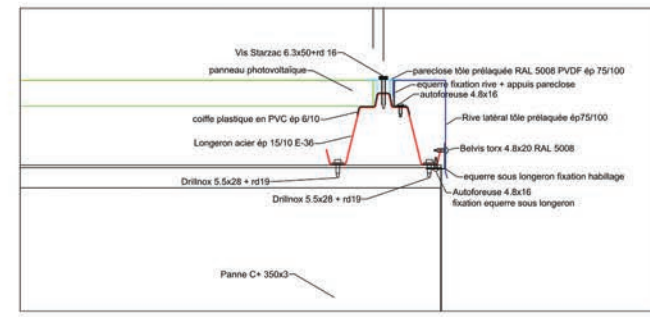 Vis Starzac 6.3x50+rd 16
panneau photovoltaïque
pareclose tôle prélaquée RAL 5008 PVDF ép 75/100
equerre fixation rive + appuis pareclose
autoforeuse 4.8x16
coiffe plastique en PVC ép 6/10
Rive latéral tôle prélaquée ép75/100
Longeron acier ép 15/10 E-36
Belvis torx 4.8x20 RAL 5008
equerre sous longeron fixation habillage
Drillnox 5.5x28 + rd19
Autoforeuse 4.8x16
fixation equerre sous longeron
Drillnox 5.5x28 + rd19
Panne C+ 350x3